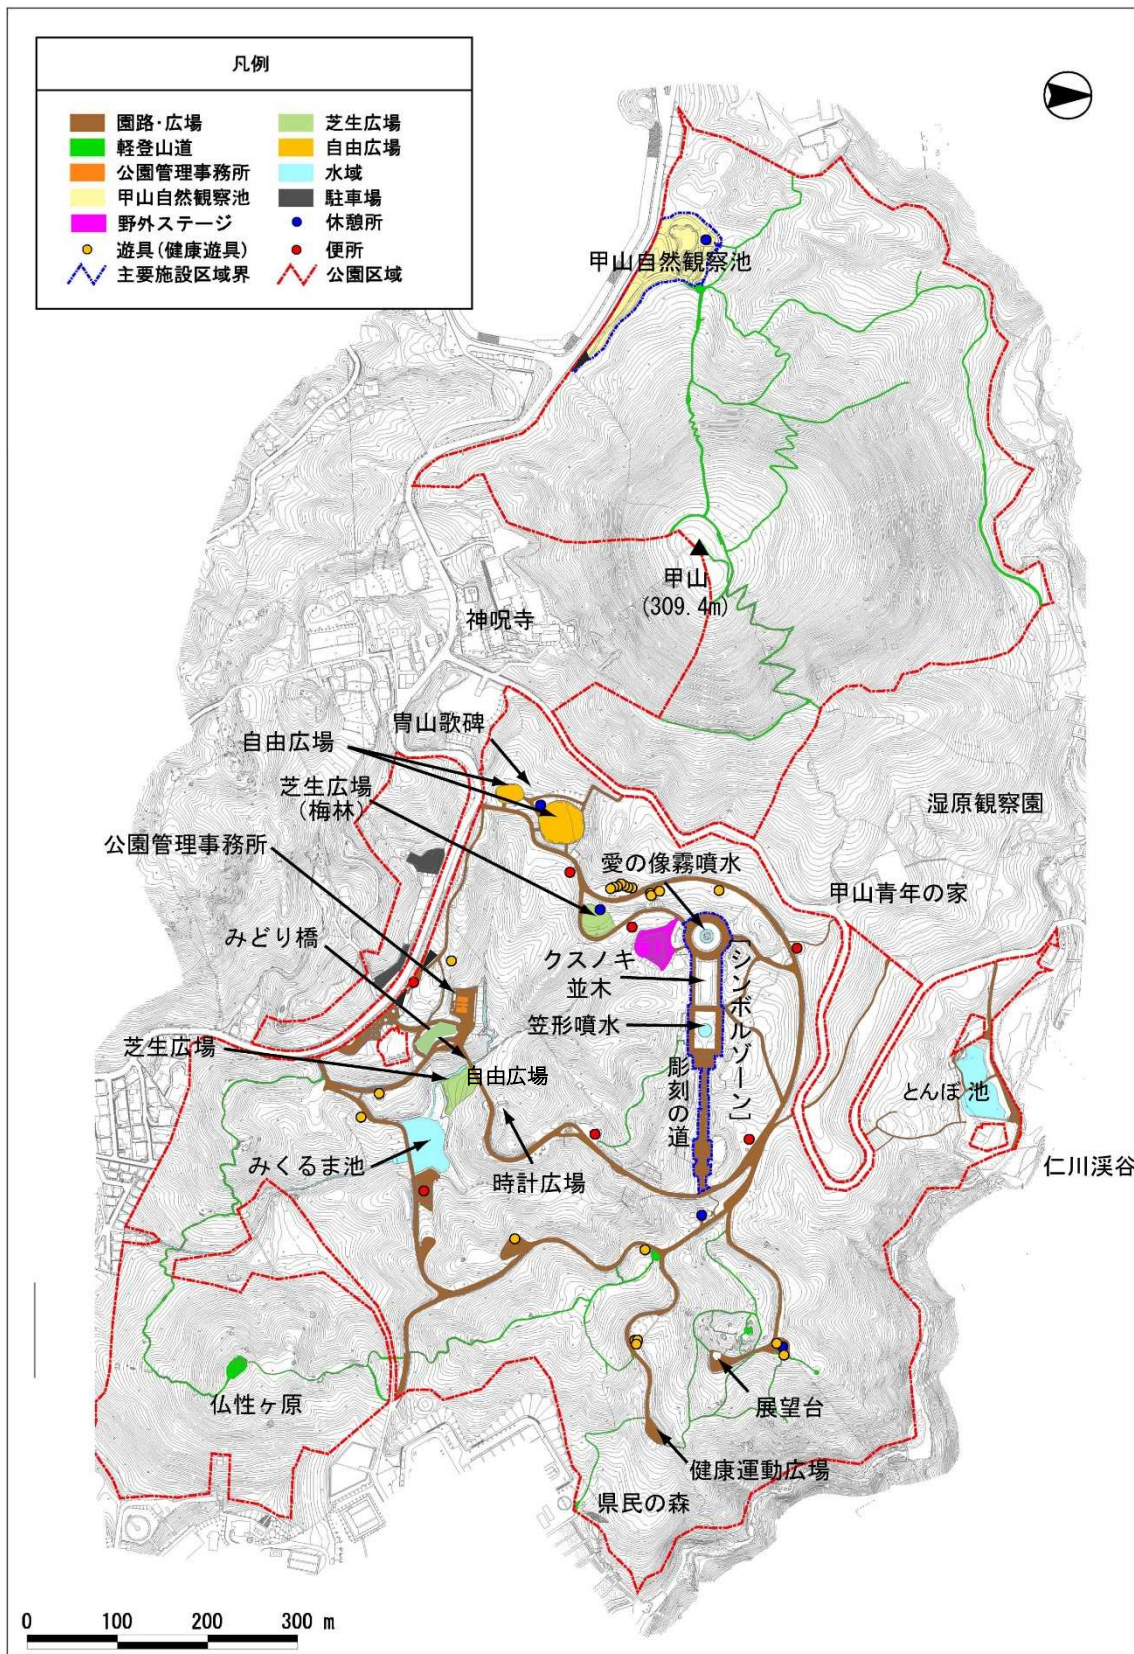 凡例
園路・広場
芝生広場
軽登山道
自由広場
公園管理事務所
水域
甲山自然観察池
駐車場
野外ステージ
休憩所
遊具(健康遊具)
便所
主要施設区域界
公園区域
甲山自然観察池
甲山
(309.4m)
神呪寺
甲山歌碑
自由広場
芝生広場
(梅林)
湿原観察園
公園管理事務所
愛の像霧噴水
甲山青年の家
みどり橋
クスノキ
並木
[シンボルゾーン]
笠形噴水
芝生広場
自由広場
彫刻の道
とんぼ池
みくるま池
時計広場
仁川渓谷
仏性ヶ原
展望台
健康運動広場
県民の森
0 100 200 300 m